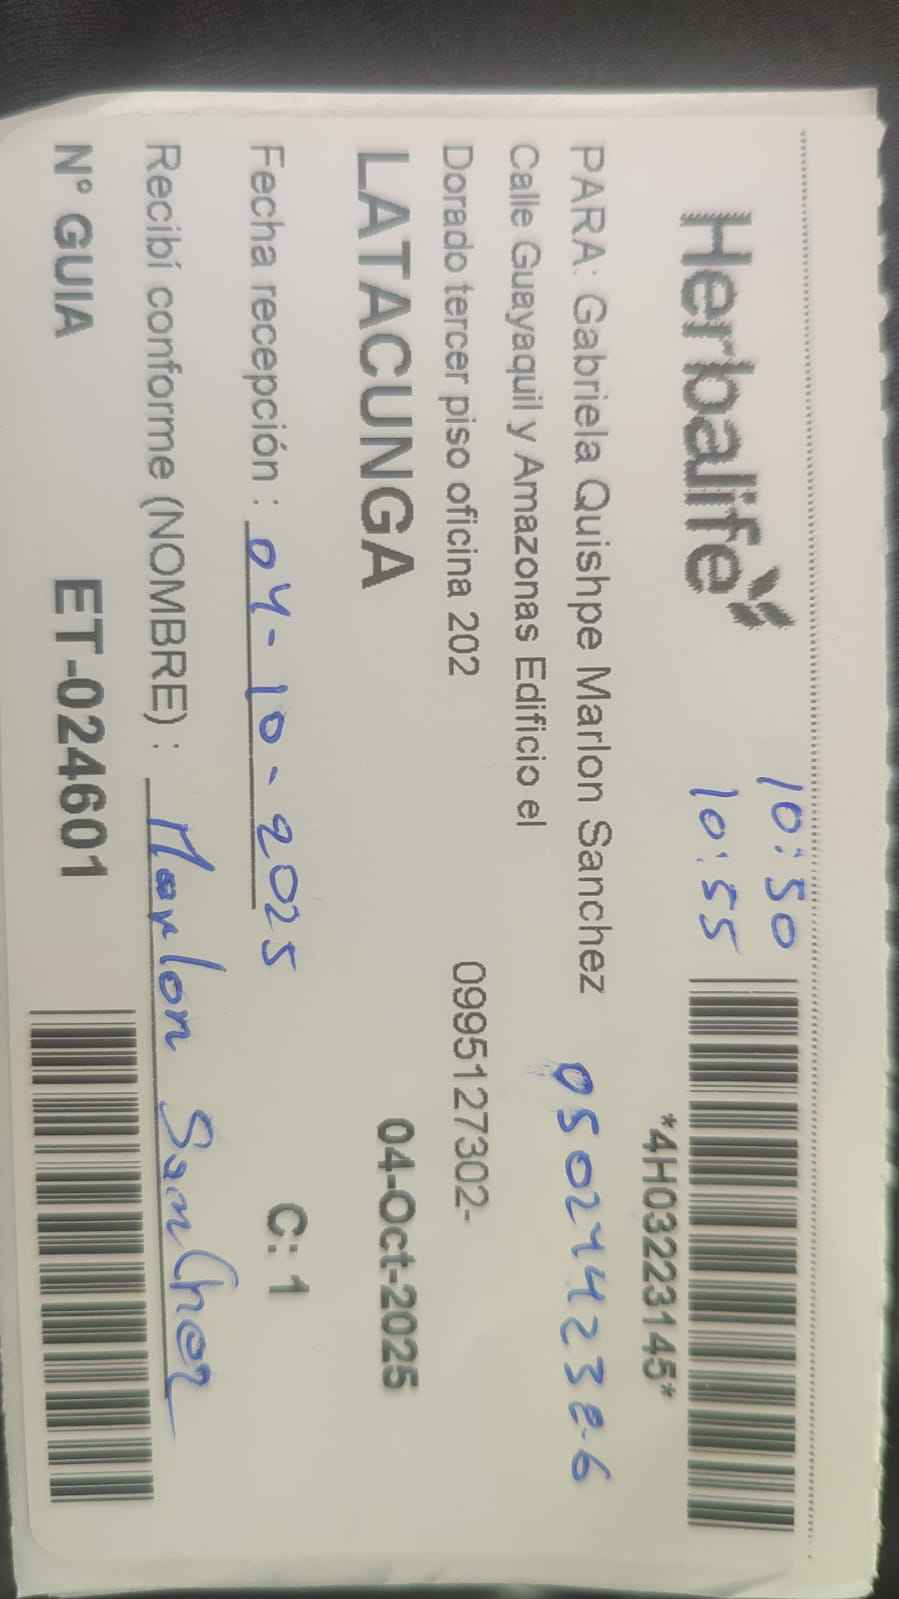 Herbalife
10:50
10:55
*4H03223145*
PARA: Gabriela Quishpe Marlon Sanchez
Calle Guayaquil y Amazonas Edificio el
Dorado tercer piso oficina 202
0995127302-
LATACUNGA
04-Oct-2025
Fecha recepción : 04-10-2025
C: 1
Recibí conforme (NOMBRE) : Marlon Sanchez
N° GUIA ET-024601